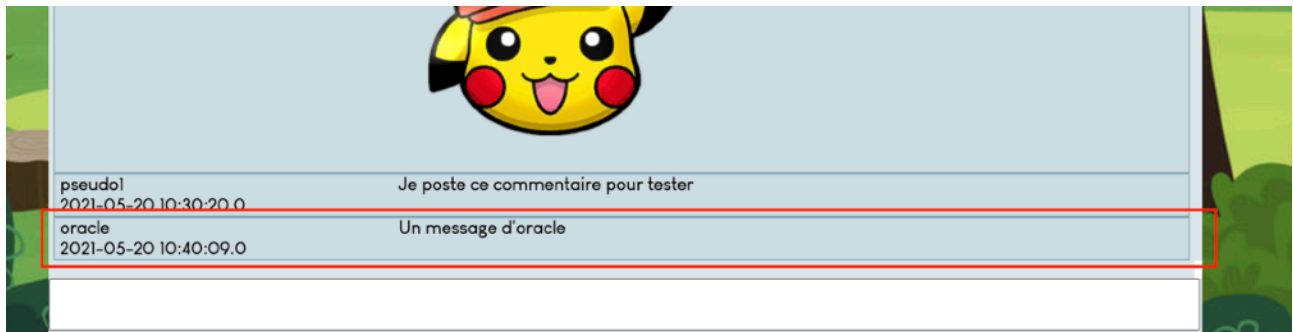 pseudo1
Je poste ce commentaire pour tester
2021-05-20 10:30:20.0
oracle
Un message d'oracle
2021-05-20 10:40:09.0